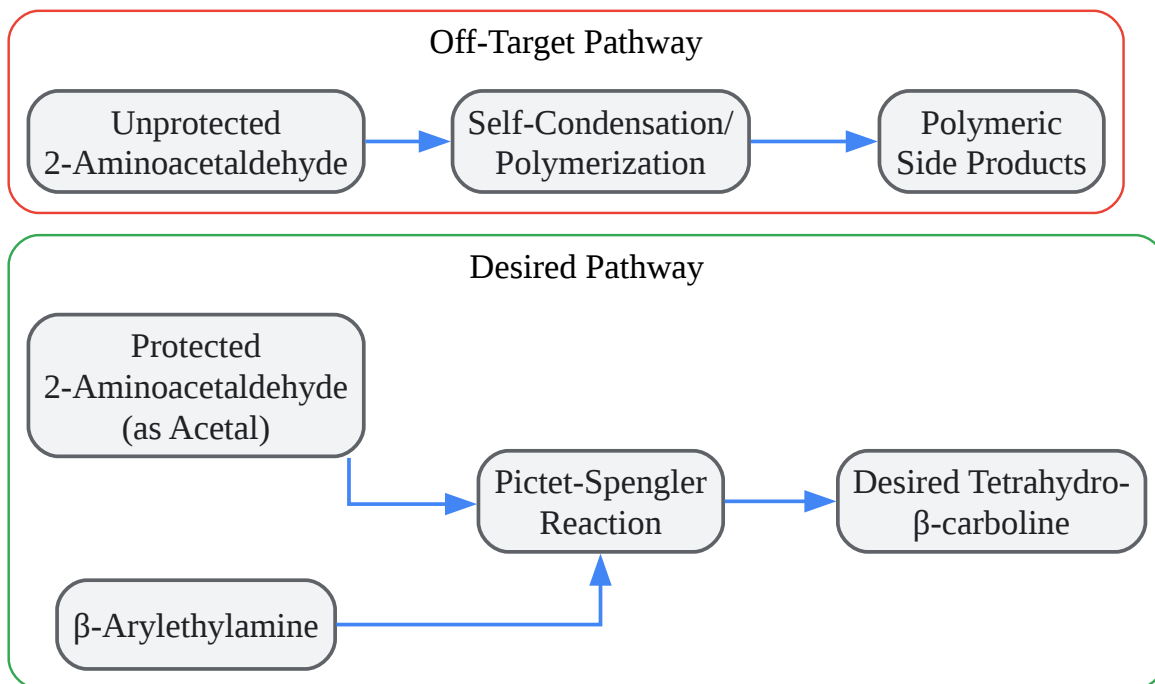 Off-Target Pathway
Unprotected
2-Aminoacetaldehyde
Self-Condensation/
Polymerization
Polymeric
Side Products
Desired Pathway
Protected
2-Aminoacetaldehyde
(as Acetal)
Pictet-Spengler
Reaction
Desired Tetrahydro-
β-carboline
β-Arylethylamine